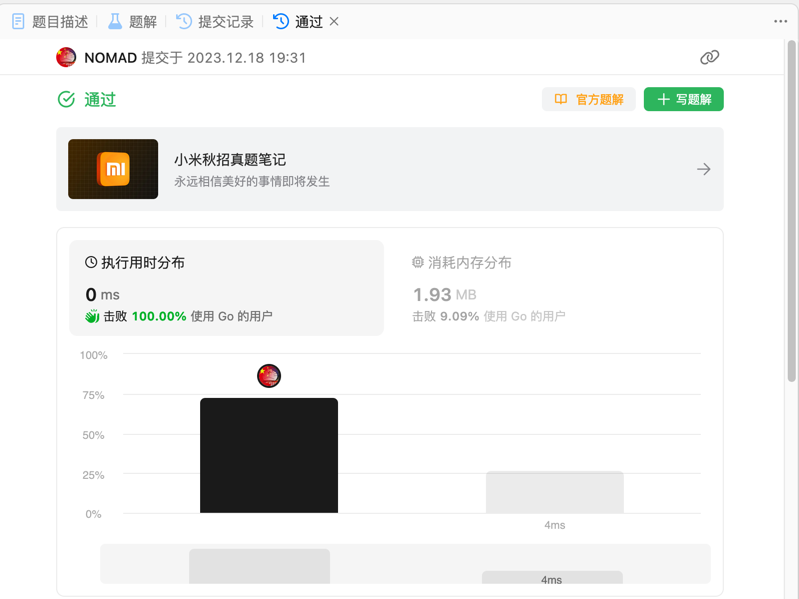 题目描述 题解 提交记录 通过
NOMAD 提交于 2023.12.18 19:31
通过 官方题解 写题解
小米秋招真题笔记
永远相信美好的事情即将发生
执行用时分布 消耗内存分布
0 ms 1.93 MB
击败 100.00% 使用 Go 的用户 击败 9.09% 使用 Go 的用户
100%
75%
50%
25%
0%
4ms
4ms